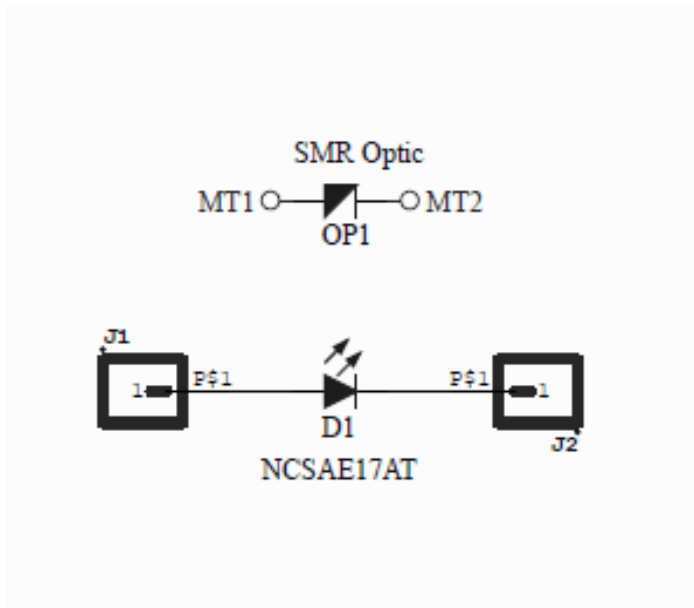 SMR Optic
MT1 MT2
OP1
J1
1 P$1 P$1 1
D1
J2
NCSAE17AT